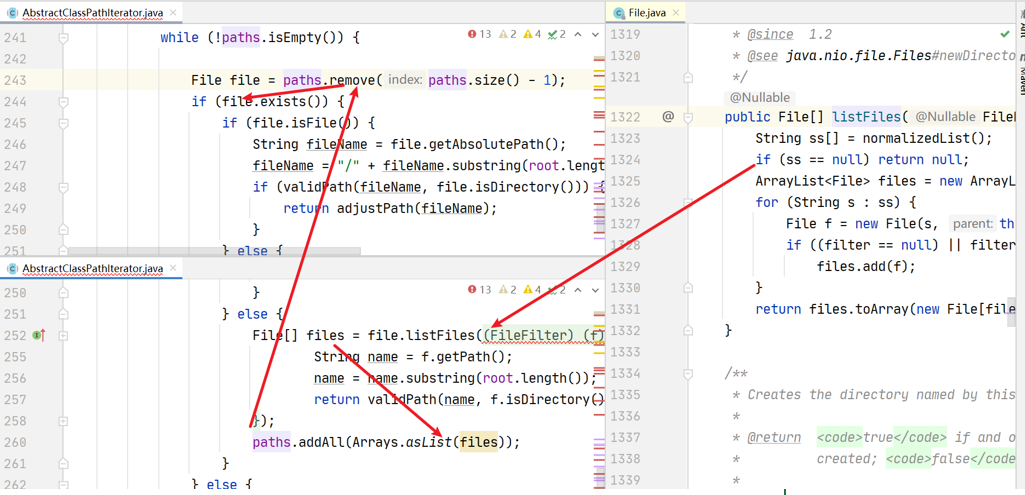 AbstractClassPathIterator.java
13 2 4 2
241 while (!paths.isEmpty()) {
242
243 File file = paths.remove( index: paths.size() - 1);
244 if (file.exists()) {
245 if (file.isFile()) {
246 String fileName = file.getAbsolutePath();
247 fileName = "/" + fileName.substring(root.length
248 if (validPath(fileName, file.isDirectory())) {
249 return adjustPath(fileName);
250 }
251 } else {
AbstractClassPathIterator.java
13 2 4 2
250 }
251 } else {
252 File[] files = file.listFiles((FileFilter) (f)
255 String name = f.getPath();
256 name = name.substring(root.length());
257 return validPath(name, f.isDirectory()
258 });
260 paths.addAll(Arrays.asList(files));
261 }
262 } else {
File.java
1319 * @since 1.2
1320 * @see java.nio.file.Files#newDirecto
1321 */
@Nullable
1322 @ public File[] listFiles( @Nullable FileF
1323 String ss[] = normalizedList();
1324 if (ss == null) return null;
1325 ArrayList<File> files = new ArrayL
1326 for (String s : ss) {
1327 File f = new File(s, parent: th
1328 if ((filter == null) || filter
1329 files.add(f);
1330 }
1331 return files.toArray(new File[file
1332 }
1333
1334 /**
1335 * Creates the directory named by this
1336 *
1337 * @return <code>true</code> if and o
1338 * created; <code>false</code
1339 *
Ant
Maven